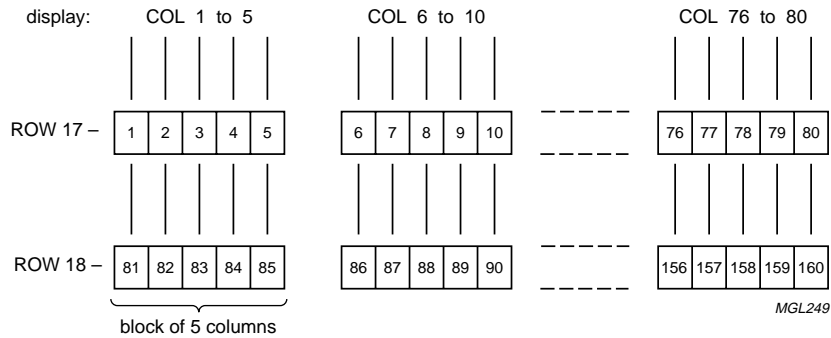 display: COL 1 to 5 COL 6 to 10 COL 76 to 80
ROW 17 – 1 2 3 4 5 6 7 8 9 10 76 77 78 79 80
ROW 18 – 81 82 83 84 85 86 87 88 89 90 156 157 158 159 160
MGL249
block of 5 columns